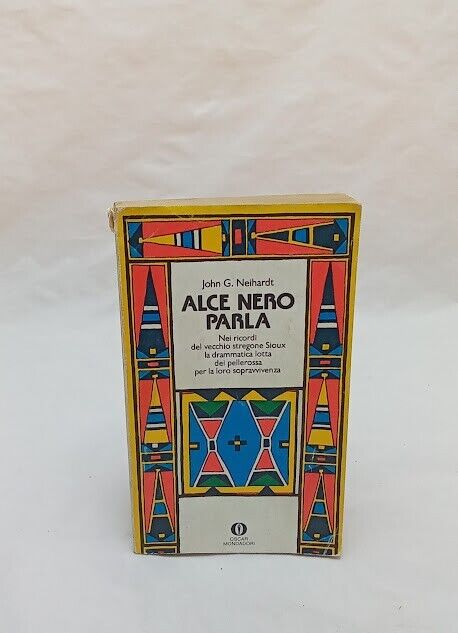 John G. Neihardt
ALCE NERO
PARLA
Nei ricordi
del vecchio stregone Sioux
la drammatica lotta
dei pellerossa
per la loro sopravvivenza
OSCAR
MONDADORI